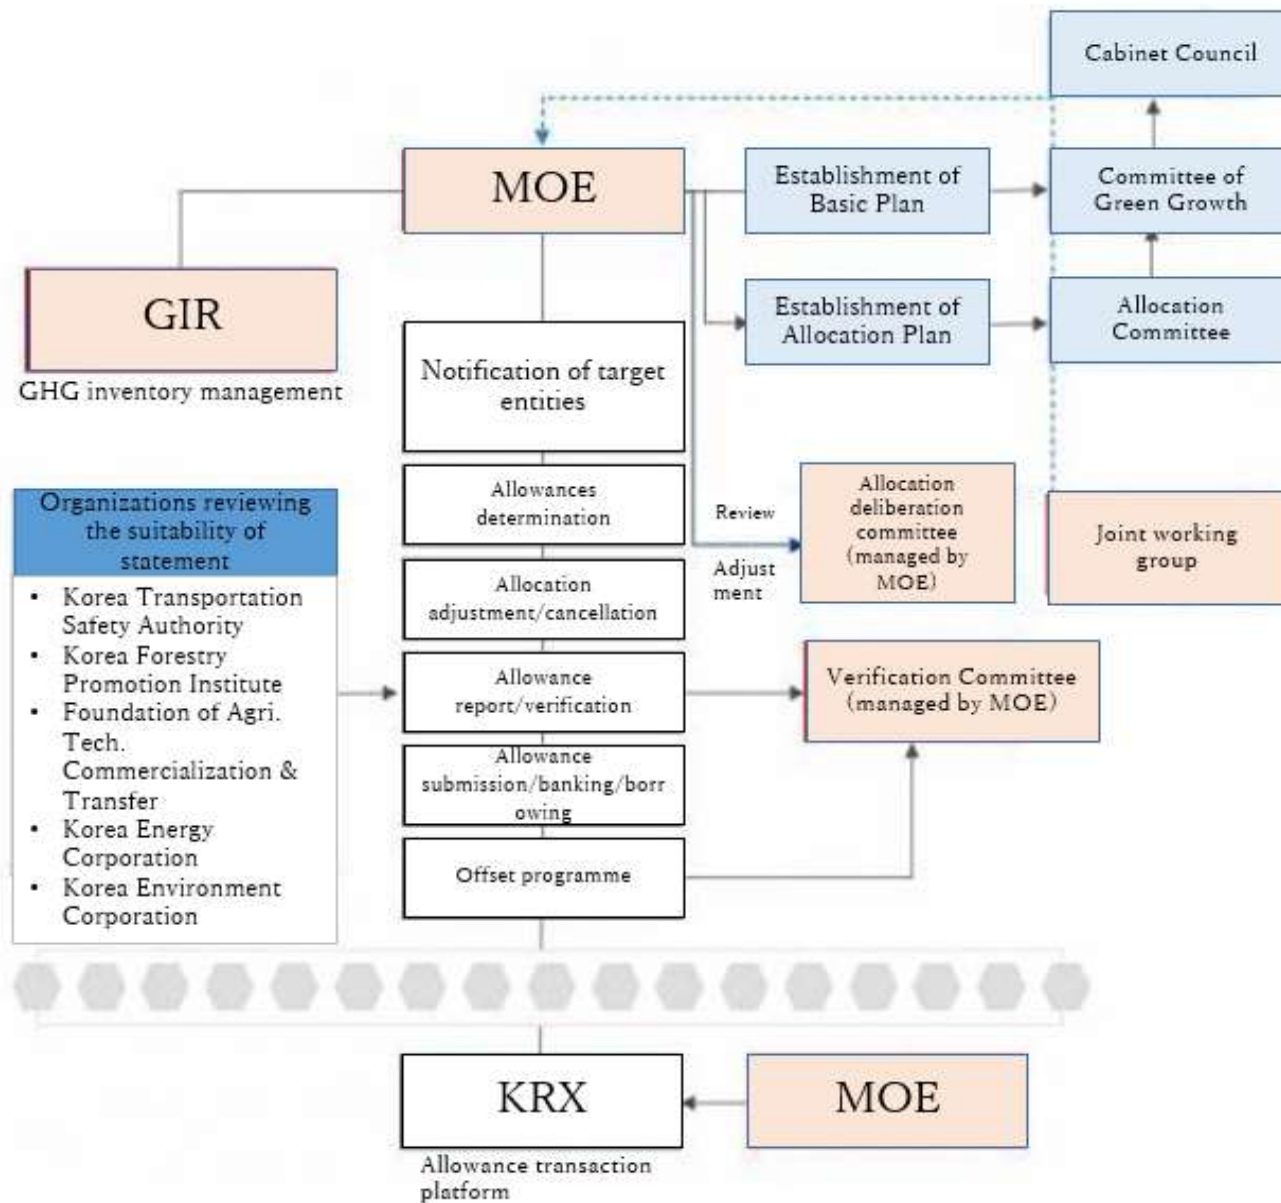 Cabinet Council
MOE
Establishment of
Basic Plan
Committee of
Green Growth
GIR
GHG inventory management
Establishment of
Allocation Plan
Allocation
Committee
Notification of target
entities
Organizations reviewing
the suitability of
statement
• Korea Transportation
Safety Authority
• Korea Forestry
Promotion Institute
• Foundation of Agri.
Tech.
Commercialization &
Transfer
• Korea Energy
Corporation
• Korea Environment
Corporation
Allowances
determination
Review
Adjust
ment
Allocation
deliberation
committee
(managed by
MOE)
Joint working
group
Allocation
adjustment/cancellation
Allowance
report/verification
Verification Committee
(managed by MOE)
Allowance
submission/banking/borr
owing
Offset programme
KRX
MOE
Allowance transaction
platform